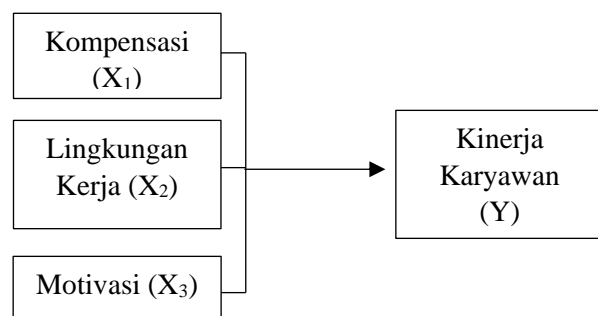 Kompensasi
(X₁)
Lingkungan
Kerja (X₂)
Motivasi (X₃)
Kinerja
Karyawan
(Y)